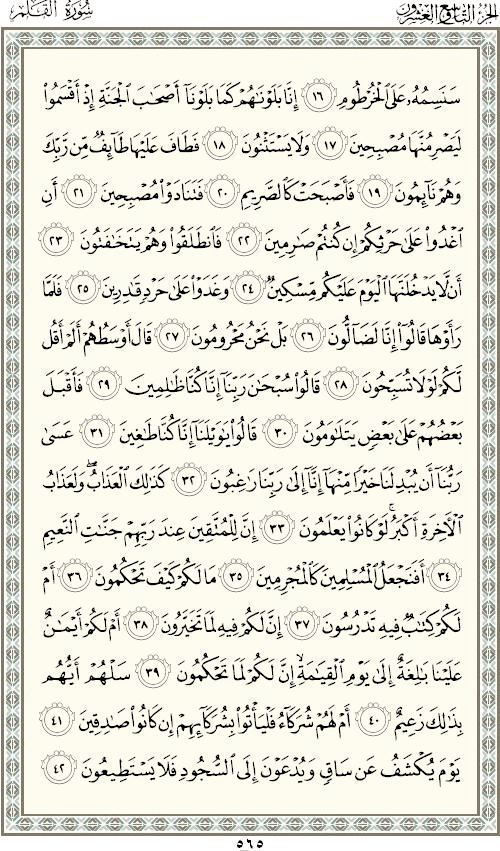 سُورَةُ القَلَمِ
الجُزْءُ التَّاسِعُ وَالعِشْرُونَ
سَنَسِمُهُۥ عَلَى ٱلْخُرْطُومِ ١٦ إِنَّا بَلَوْنَٰهُمْ كَمَا بَلَوْنَآ أَصْحَٰبَ ٱلْجَنَّةِ إِذْ أَقْسَمُوا۟
لَيَصْرِمُنَّهَا مُصْبِحِينَ ١٧ وَلَا يَسْتَثْنُونَ ١٨ فَطَافَ عَلَيْهَا طَآئِفٌ مِّن رَّبِّكَ
وَهُمْ نَآئِمُونَ ١٩ فَأَصْبَحَتْ كَٱلصَّرِيمِ ٢٠ فَتَنَادَوْا۟ مُصْبِحِينَ ٢١ أَنِ
ٱغْدُوا۟ عَلَىٰ حَرْثِكُمْ إِن كُنتُمْ صَٰرِمِينَ ٢٢ فَٱنطَلَقُوا۟ وَهُمْ يَتَخَٰفَتُونَ ٢٣
أَن لَّا يَدْخُلَنَّهَا ٱلْيَوْمَ عَلَيْكُم مِّسْكِينٌ ٢٤ وَغَدَوْا۟ عَلَىٰ حَرْدٍ قَٰدِرِينَ ٢٥ فَلَمَّا
رَأَوْهَا قَالُوٓا۟ إِنَّا لَضَآلُّونَ ٢٦ بَلْ نَحْنُ مَحْرُومُونَ ٢٧ قَالَ أَوْسَطُهُمْ أَلَمْ أَقُل
لَّكُمْ لَوْلَا تُسَبِّحُونَ ٢٨ قَالُوا۟ سُبْحَٰنَ رَبِّنَآ إِنَّا كُنَّا ظَٰلِمِينَ ٢٩ فَأَقْبَلَ
بَعْضُهُمْ عَلَىٰ بَعْضٍ يَتَلَٰوَمُونَ ٣٠ قَالُوا۟ يَٰوَيْلَنَآ إِنَّا كُنَّا طَٰغِينَ ٣١ عَسَىٰ
رَبُّنَآ أَن يُبْدِلَنَا خَيْرًا مِّنْهَآ إِنَّآ إِلَىٰ رَبِّنَا رَٰغِبُونَ ٣٢ كَذَٰلِكَ ٱلْعَذَابُ ۖ وَلَعَذَابُ
ٱلْءَاخِرَةِ أَكْبَرُ ۚ لَوْ كَانُوا۟ يَعْلَمُونَ ٣٣ إِنَّ لِلْمُتَّقِينَ عِندَ رَبِّهِمْ جَنَّٰتِ ٱلنَّعِيمِ
٣٤ أَفَنَجْعَلُ ٱلْمُسْلِمِينَ كَٱلْمُجْرِمِينَ ٣٥ مَا لَكُمْ كَيْفَ تَحْكُمُونَ ٣٦ أَمْ
لَكُمْ كِتَٰبٌ فِيهِ تَدْرُسُونَ ٣٧ إِنَّ لَكُمْ فِيهِ لَمَا تَخَيَّرُونَ ٣٨ أَمْ لَكُمْ أَيْمَٰنٌ
عَلَيْنَا بَٰلِغَةٌ إِلَىٰ يَوْمِ ٱلْقِيَٰمَةِ ۙ إِنَّ لَكُمْ لَمَا تَحْكُمُونَ ٣٩ سَلْهُمْ أَيُّهُم
بِذَٰلِكَ زَعِيمٌ ٤٠ أَمْ لَهُمْ شُرَكَآءُ فَلْيَأْتُوا۟ بِشُرَكَآئِهِمْ إِن كَانُوا۟ صَٰدِقِينَ ٤١
يَوْمَ يُكْشَفُ عَن سَاقٍ وَيُدْعَوْنَ إِلَى ٱلسُّجُودِ فَلَا يَسْتَطِيعُونَ ٤٢
٥٦٥